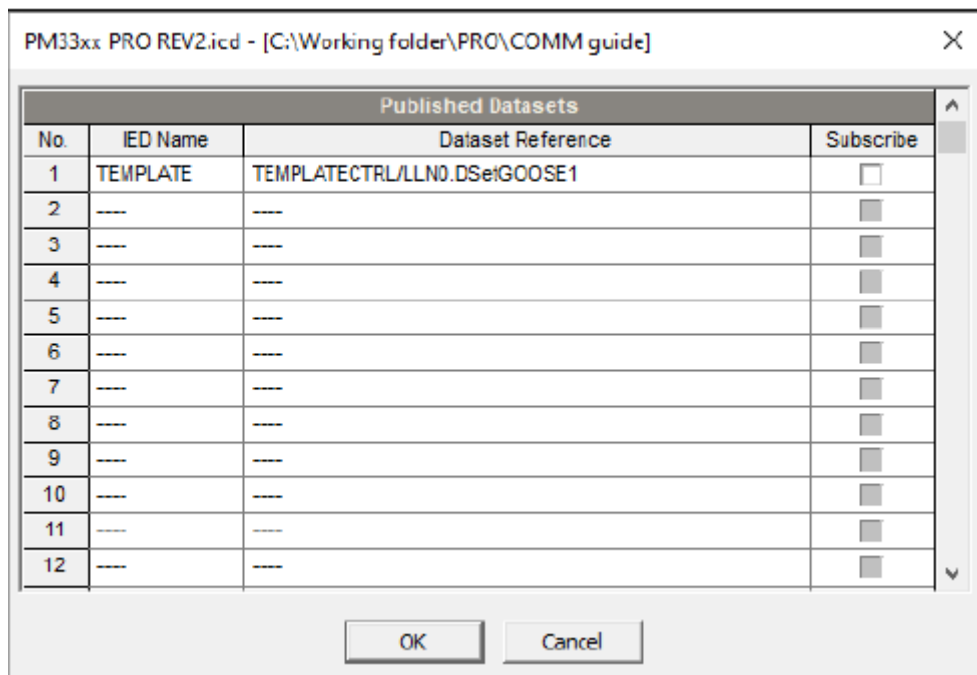 PM33xx PRO REV2.icd - [C:\Working folder\PRO\COMM guide]
Published Datasets
No. IED Name Dataset Reference Subscribe
1 TEMPLATE TEMPLATECTRL/LLN0.DSetGOOSE1
2 ---- ----
3 ---- ----
4 ---- ----
5 ---- ----
6 ---- ----
7 ---- ----
8 ---- ----
9 ---- ----
10 ---- ----
11 ---- ----
12 ---- ----
OK Cancel